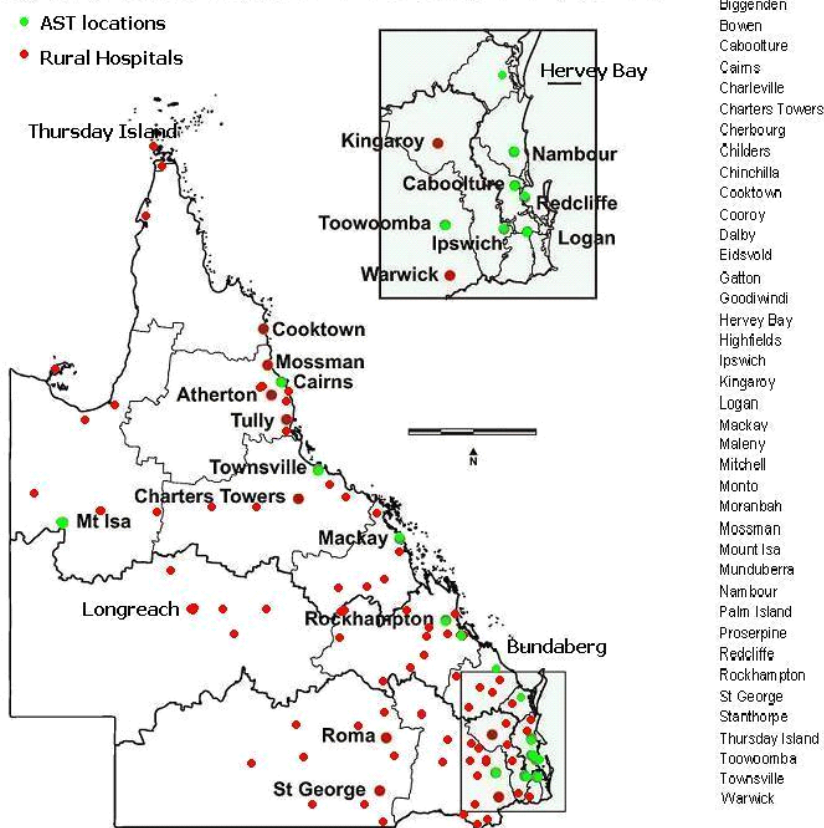 AST locations
Rural Hospitals
Thursday Island
Hervey Bay
Kingaroy
Nambour
Caboolture
Redcliffe
Toowoomba
Ipswich
Logan
Warwick
Cooktown
Mossman
Cairns
Atherton
Tully
N
Townsville
Charters Towers
Mt Isa
Mackay
Longreach
Rockhampton
Bundaberg
Roma
St George
Biggenden
Bowen
Caboolture
Cairns
Charleville
Charters Towers
Cherbourg
Childers
Chinchilla
Cooktown
Cooroy
Dalby
Eidsvold
Gatton
Goodiwindi
Hervey Bay
Highfields
Ipswich
Kingaroy
Logan
Mackay
Maleny
Mitchell
Monto
Moranbah
Mossman
Mount Isa
Munduberra
Nambour
Palm Island
Proserpine
Redcliffe
Rockhampton
St George
Stanthorpe
Thursday Island
Toowoomba
Townsville
Warwick